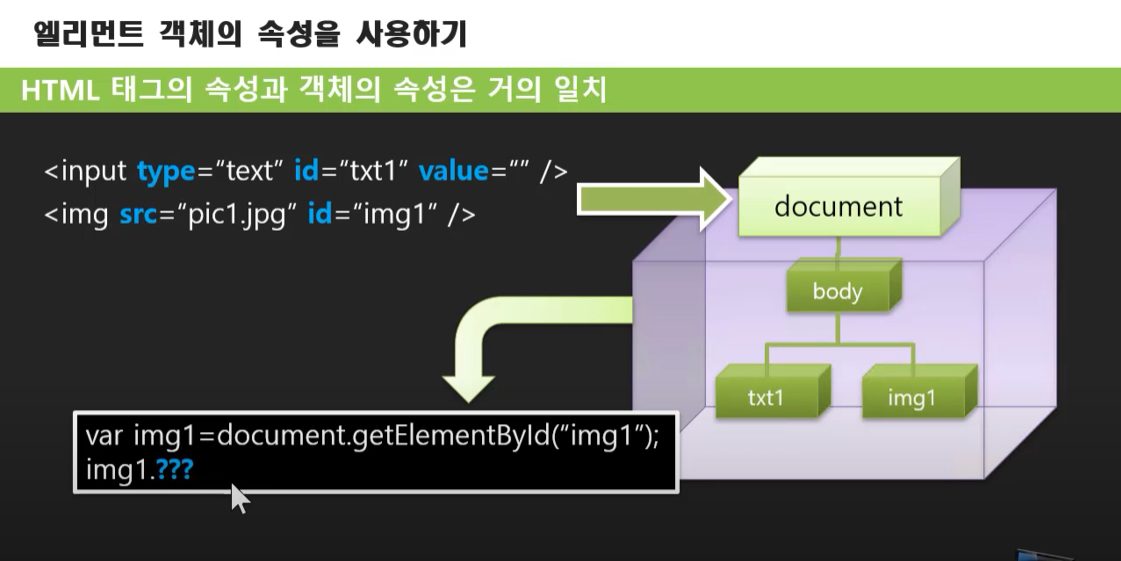 엘리먼트 객체의 속성을 사용하기
HTML 태그의 속성과 객체의 속성은 거의 일치
<input type=“text” id=“txt1” value=“” />
<img src=“pic1.jpg” id=“img1” />
document
body
txt1
img1
var img1=document.getElementById(“img1”);
img1.???